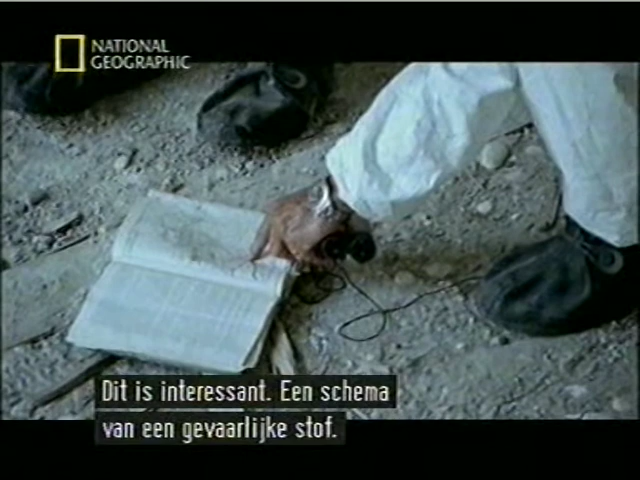 NATIONAL
GEOGRAPHIC
Dit is interessant. Een schema
van een gevaarlijke stof.